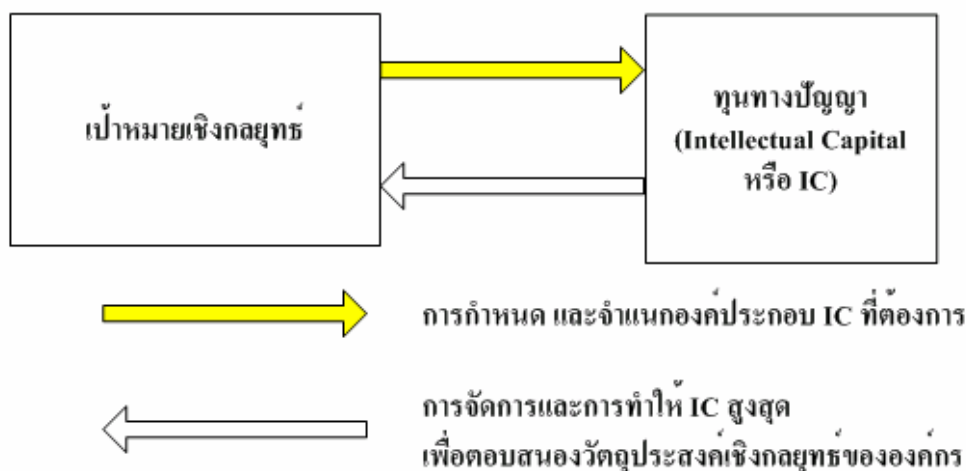 เป้าหมายเชิงกลยุทธ์
ทุนทางปัญญา
(Intellectual Capital
หรือ IC)
การกำหนด และจำแนกองค์ประกอบ IC ที่ต้องการ
การจัดการและการทำให้ IC สูงสุด
เพื่อตอบสนองวัตถุประสงค์เชิงกลยุทธ์ขององค์กร